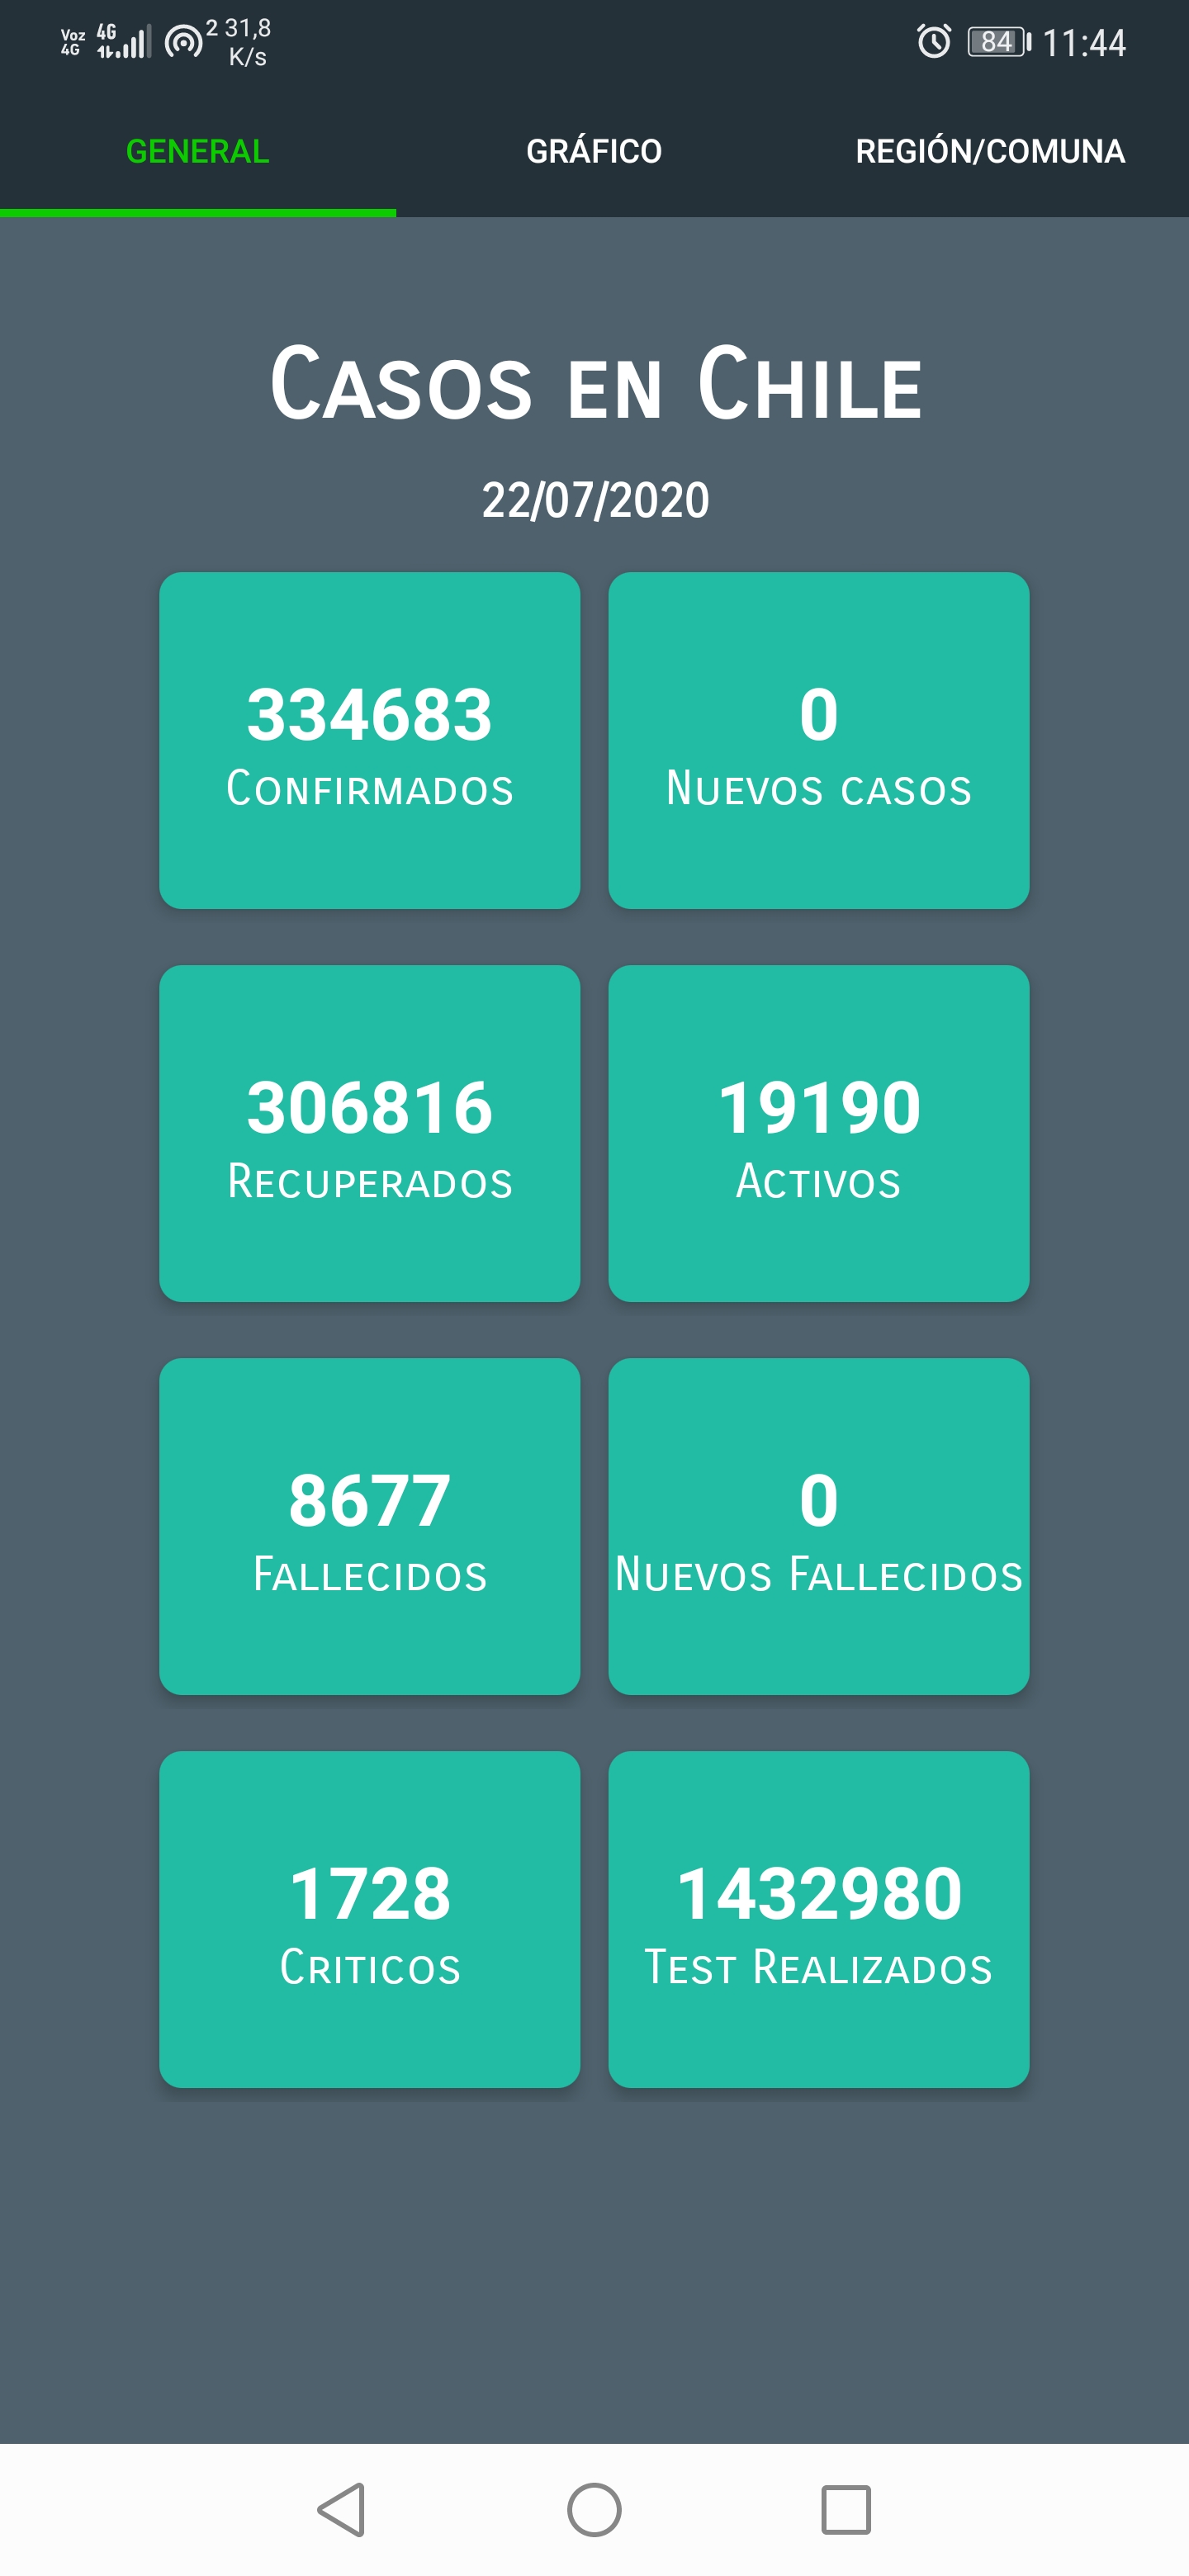 Voz 4G 4G 2 31,8 K/s 84 11:44
GENERAL GRÁFICO REGIÓN/COMUNA
Casos en Chile
22/07/2020
334683
Confirmados
0
Nuevos casos
306816
Recuperados
19190
Activos
8677
Fallecidos
0
Nuevos Fallecidos
1728
Criticos
1432980
Test Realizados